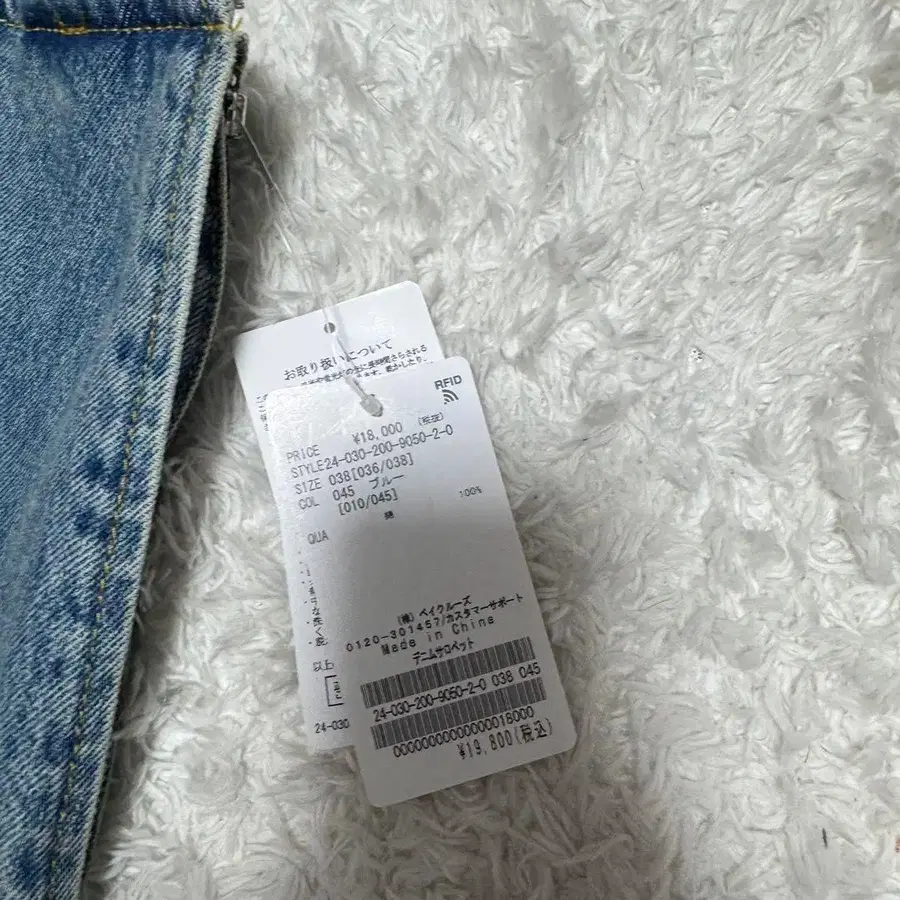 お取り扱いについて
RFID
¥18,000 (税抜)
PRICE
STYLE24-030-200-9050-2-0
SIZE 038[036/038]
COL 045 ブルー
[010/045]
100%
綿
QUA
以上
24-030
(株) ベイクルーズ
0120-301457/カスタマーサポート
Made in China
デニムサロペット
24-030-200-9050-2-0 038 045
0000000000000018000
¥19,800(税込)